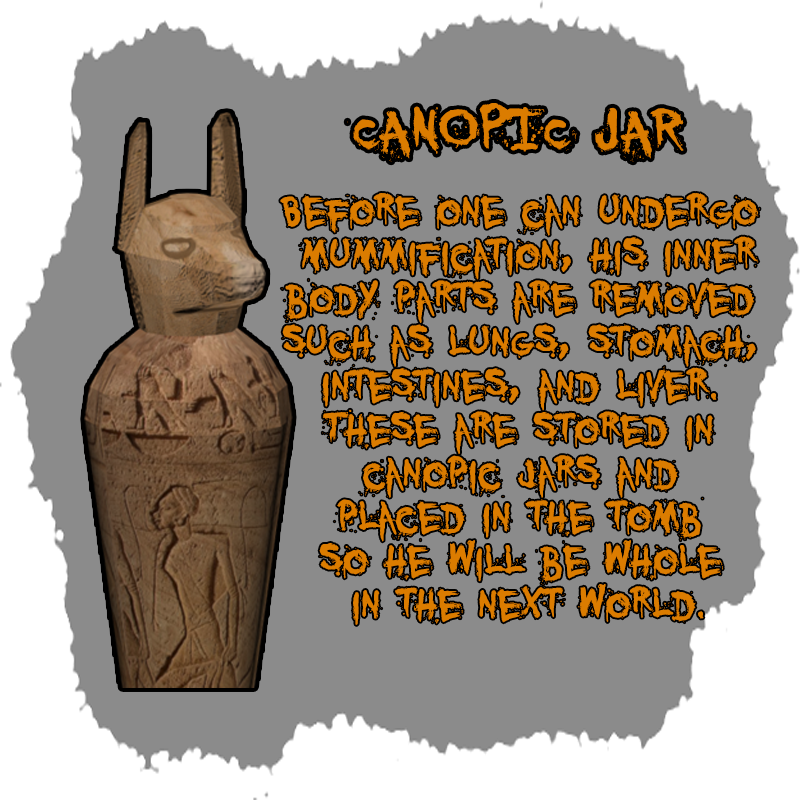 CANOPIC JAR
BEFORE ONE CAN UNDERGO
MUMMIFICATION, HIS INNER
BODY PARTS ARE REMOVED
SUCH AS LUNGS, STOMACH,
INTESTINES, AND LIVER.
THESE ARE STORED IN
CANOPIC JARS AND
PLACED IN THE TOMB
SO HE WILL BE WHOLE
IN THE NEXT WORLD.